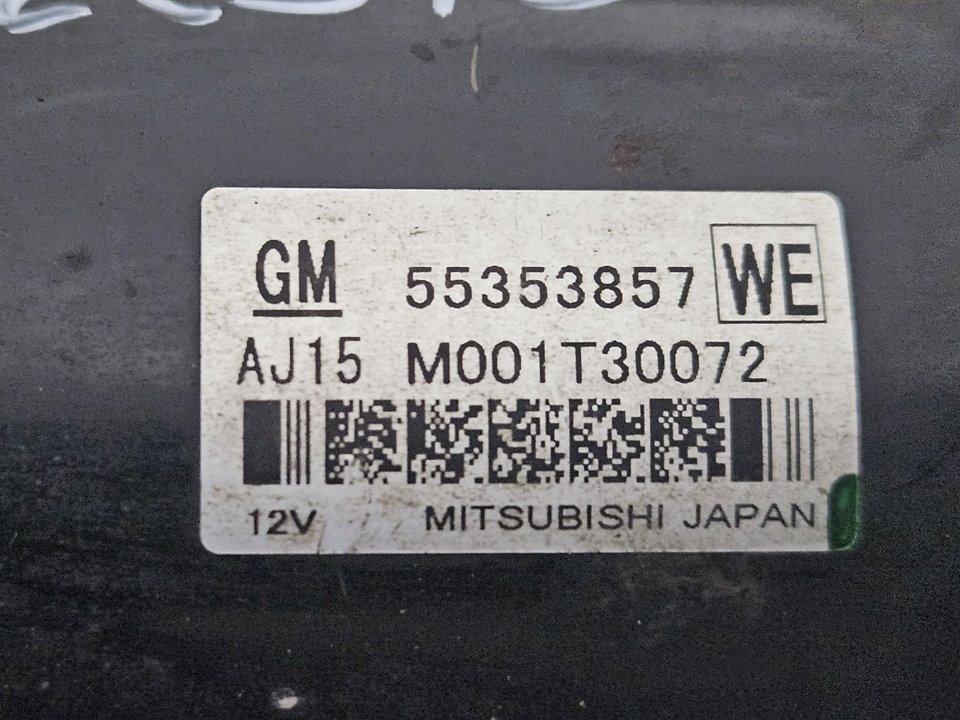 GM 55353857 WE
AJ15 M001T30072
12V MITSUBISHI JAPAN